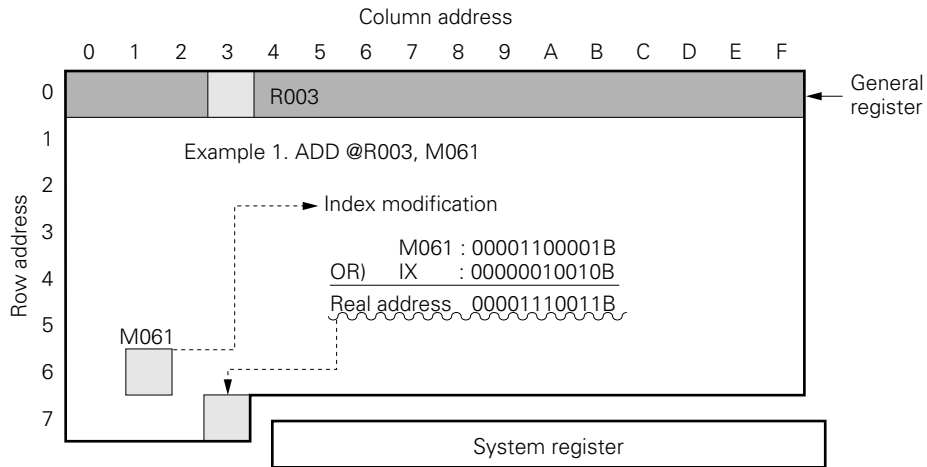 Column address
0 1 2 3 4 5 6 7 8 9 A B C D E F
0 R003 General register
1
Example 1. ADD @R003, M061
2
Index modification
3
M061 : 00001100001B
4 OR) IX : 00000010010B
Real address 00001110011B
5
M061
6
7
System register
Row address